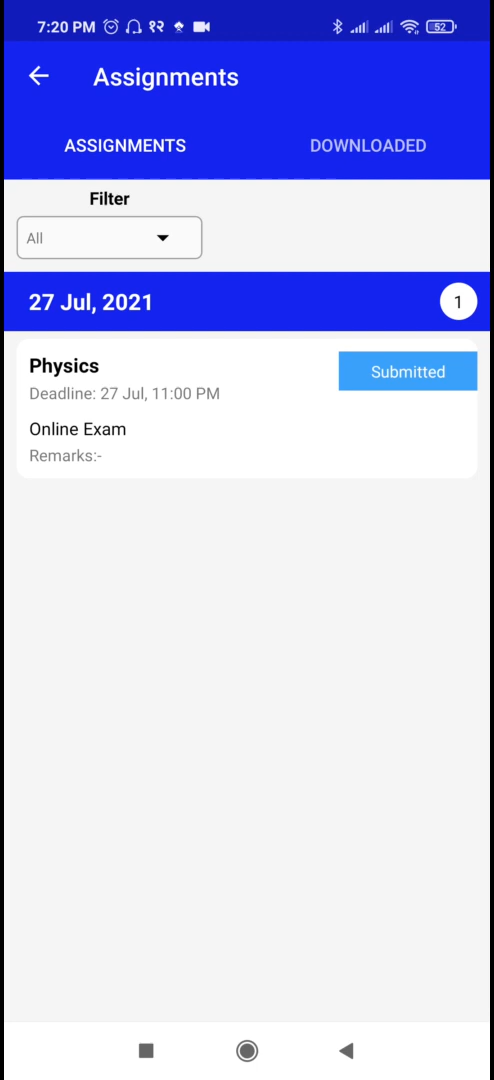 7:20 PM १२ 52
Assignments
ASSIGNMENTS DOWNLOADED
Filter
All
27 Jul, 2021 1
Physics Submitted
Deadline: 27 Jul, 11:00 PM
Online Exam
Remarks:-